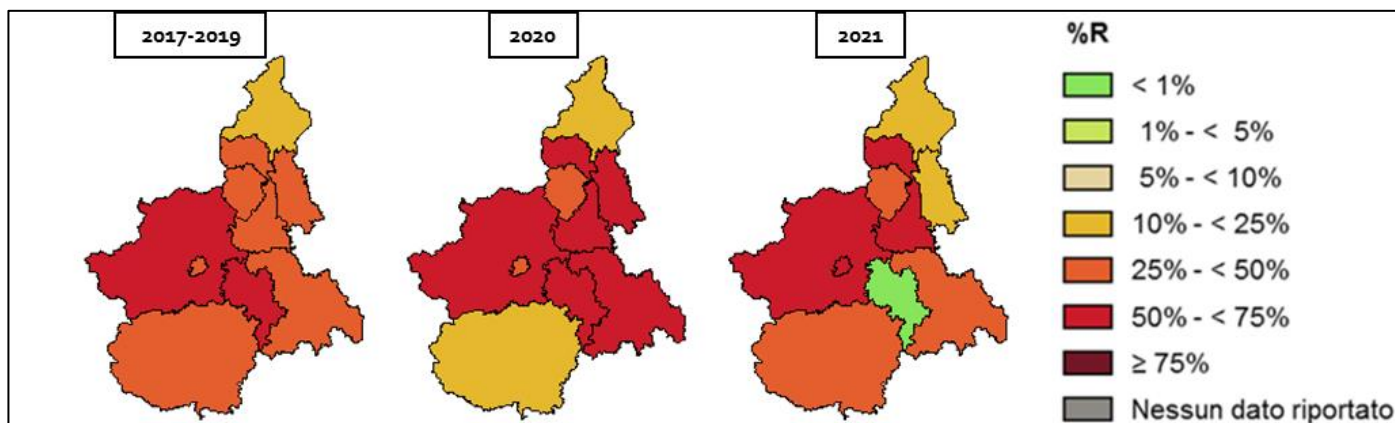 2017-2019
2020
2021
%R
< 1%
1% - < 5%
5% - < 10%
10% - < 25%
25% - < 50%
50% - < 75%
≥ 75%
Nessun dato riportato